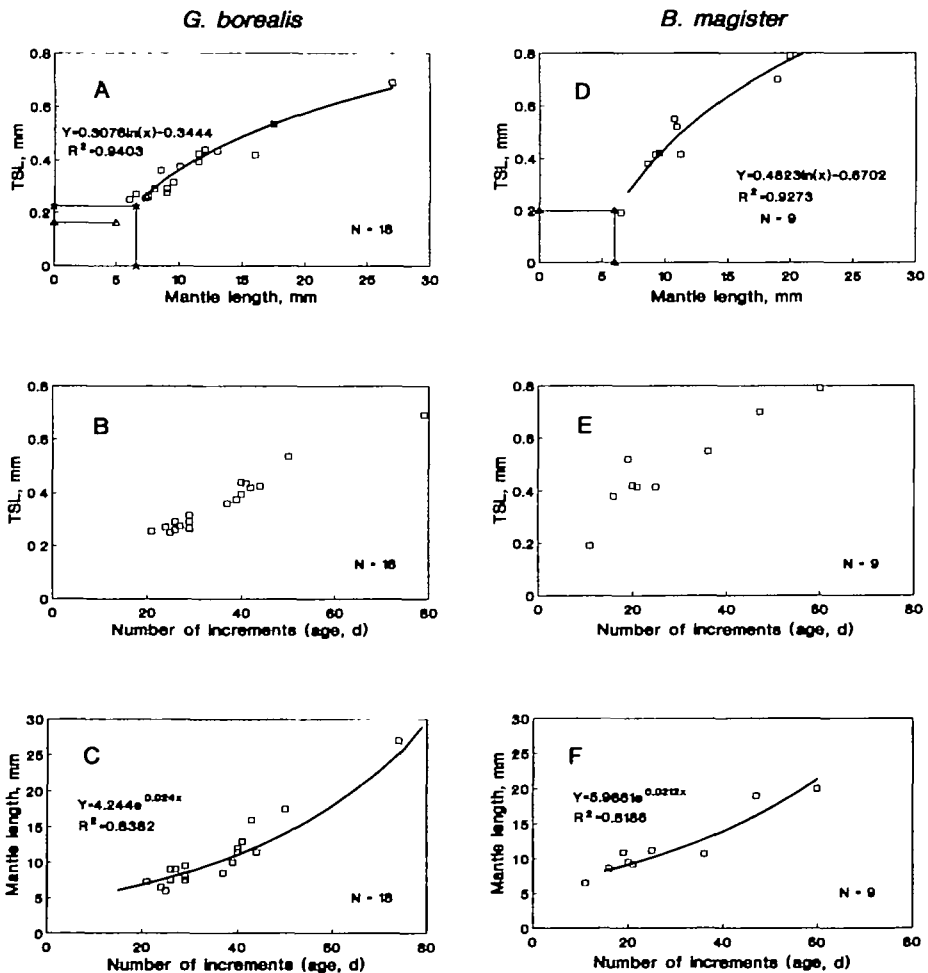 G. borealis
B. magister
A
Y=0.3076ln(x)-0.3444
R²=0.9403
N - 18
TSL, mm
0.8
0.6
0.4
0.2
0
0 5 10 15 20 25 30
Mantle length, mm
D
Y=0.4823ln(x)-0.6702
R²=0.9273
N - 9
TSL, mm
0.8
0.6
0.4
0.2
0
0 5 10 15 20 25 30
Mantle length, mm
B
N - 18
TSL, mm
0.8
0.6
0.4
0.2
0
0 20 40 60 80
Number of increments (age, d)
E
N - 9
TSL, mm
0.8
0.6
0.4
0.2
0
0 20 40 60 80
Number of increments (age, d)
C
Y=4.244e^0.024x
R²=0.8382
N - 18
Mantle length, mm
30
25
20
15
10
5
0
0 20 40 60 80
Number of increments (age, d)
F
Y=5.9661e^0.0212x
R²=0.8186
N - 9
Mantle length, mm
30
25
20
15
10
5
0
0 20 40 60 80
Number of increments (age, d)